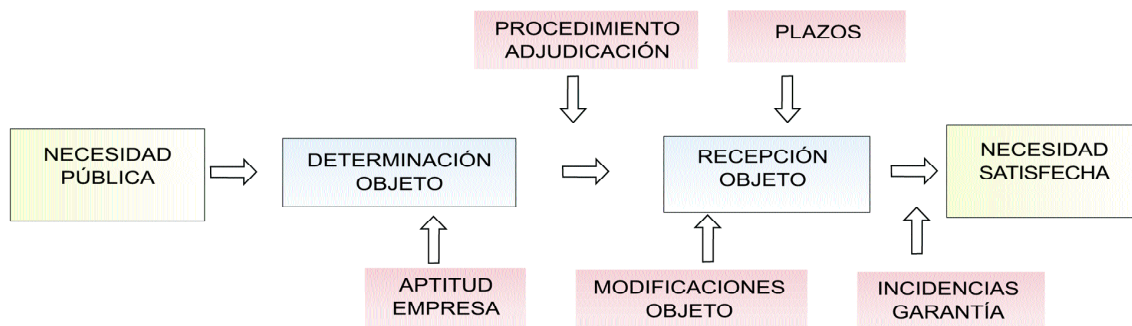 PROCEDIMIENTO
ADJUDICACIÓN
PLAZOS
NECESIDAD
PÚBLICA
DETERMINACIÓN
OBJETO
RECEPCIÓN
OBJETO
NECESIDAD
SATISFECHA
APTITUD
EMPRESA
MODIFICACIONES
OBJETO
INCIDENCIAS
GARANTÍA